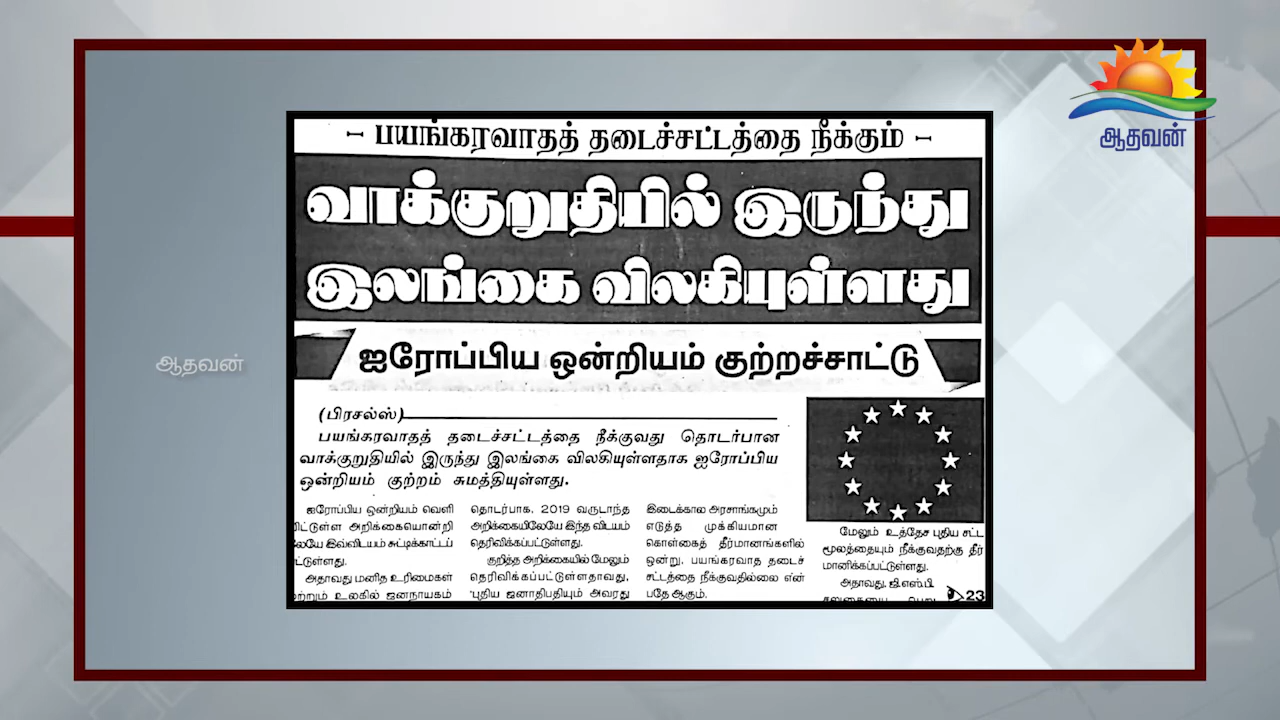 ஆதவன்
- பயங்கரவாதத் தடைச்சட்டத்தை நீக்கும் -
வாக்குறுதியில் இருந்து
இலங்கை விலகியுள்ளது
ஐரோப்பிய ஒன்றியம் குற்றச்சாட்டு
ஆதவன்
(பிரசல்ஸ்)
பயங்கரவாதத் தடைச்சட்டத்தை நீக்குவது தொடர்பான
வாக்குறுதியில் இருந்து இலங்கை விலகியுள்ளதாக ஐரோப்பிய
ஒன்றியம் குற்றம் சுமத்தியுள்ளது.
ஐரோப்பிய ஒன்றியம் வெளி
யிட்டுள்ள அறிக்கையொன்றி
லேயே இவ்விடயம் சுட்டிக்காட்டப்
பட்டுள்ளது.
அதாவது மனித உரிமைகள்
மற்றும் உலகில் ஜனநாயகம்
தொடர்பாக, 2019 வருடாந்த
அறிக்கையிலேயே இந்த விடயம்
தெரிவிக்கப்பட்டுள்ளது.
குறித்த அறிக்கையில் மேலும்
தெரிவிக்கப்பட்டுள்ளதாவது,
'புதிய ஜனாதிபதியும் அவரது
இடைக்கால அரசாங்கமும்
எடுத்த முக்கியமான
கொள்கைத் தீர்மானங்களில்
ஒன்று, பயங்கரவாத தடைச்
சட்டத்தை நீக்குவதில்லை என்
பதே ஆகும்.
மேலும் உத்தேச புதிய சட்ட
மூலத்தையும் நீக்குவதற்கு தீர்
மானிக்கப்பட்டுள்ளது.
அதாவது, ஜி.எஸ்.பி
23